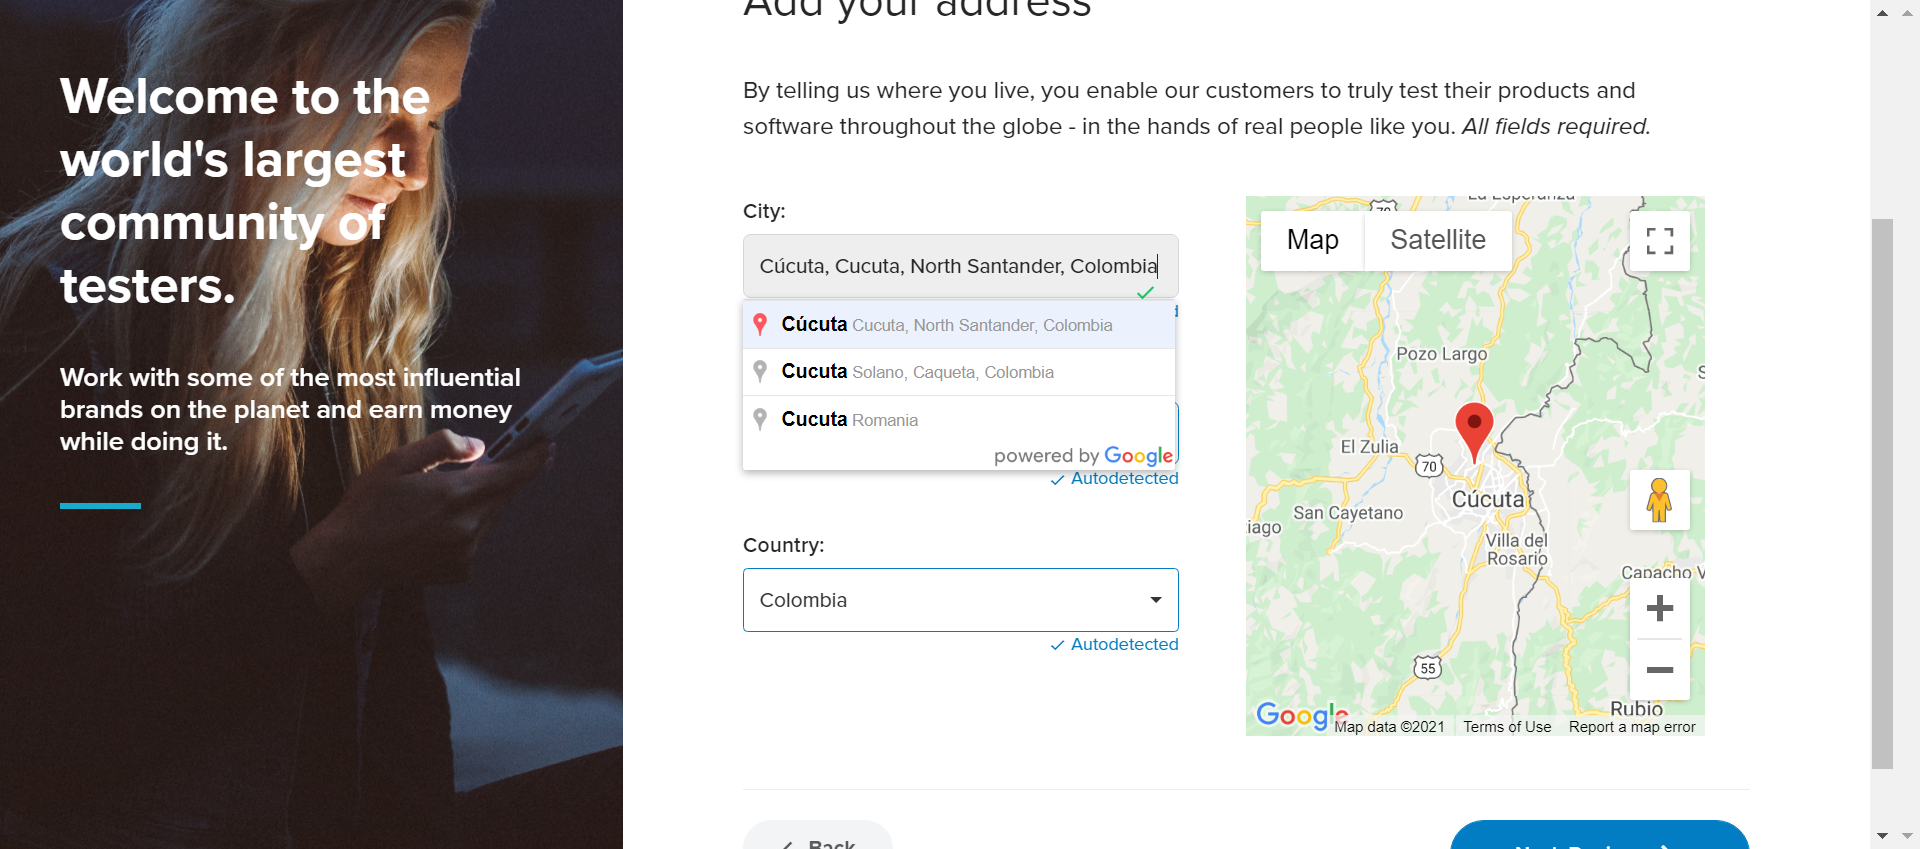 Welcome to the
world's largest
community of
testers.
Work with some of the most influential
brands on the planet and earn money
while doing it.
Add your address
By telling us where you live, you enable our customers to truly test their products and
software throughout the globe - in the hands of real people like you. All fields required.
City:
Cúcuta, Cucuta, North Santander, Colombia
Cúcuta Cucuta, North Santander, Colombia
Cucuta Solano, Caqueta, Colombia
Cucuta Romania
powered by Google
Autodetected
Country:
Colombia
Autodetected
La Esperanza
70
Map Satellite
Pozo Largo
El Zulia
70
Cúcuta
San Cayetano
iago
Villa del
Rosario
Capacho V
55
Rubio
Google
Map data ©2021 Terms of Use Report a map error
Back